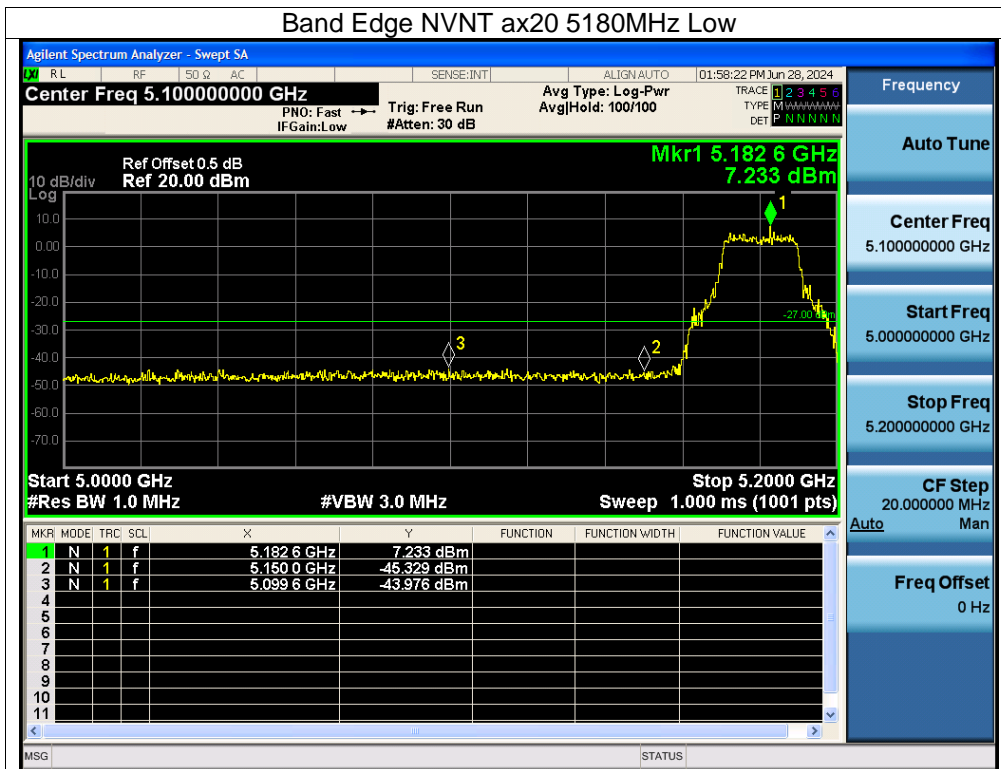 Band Edge NVNT ax20 5180MHz Low
Agilent Spectrum Analyzer - Swept SA
LXI RL RF 50 Ω AC SENSE:INT ALIGN AUTO 01:58:22 PM Jun 28, 2024
Center Freq 5.100000000 GHz
PNO: Fast
IFGain:Low
Trig: Free Run
#Atten: 30 dB
Avg Type: Log-Pwr
Avg|Hold: 100/100
TRACE 1 2 3 4 5 6
TYPE M WWWWW
DET P N N N N N
Mkr1 5.182 6 GHz
7.233 dBm
Ref Offset 0.5 dB
Ref 20.00 dBm
10 dB/div
Log
10.0
0.00
-10.0
-20.0
-30.0
-40.0
-50.0
-60.0
-70.0
1
2
3
-27.00 dBm
Start 5.0000 GHz Stop 5.2000 GHz
#Res BW 1.0 MHz #VBW 3.0 MHz Sweep 1.000 ms (1001 pts)
MKR MODE TRC SCL X Y FUNCTION FUNCTION WIDTH FUNCTION VALUE
1 N 1 f 5.182 6 GHz 7.233 dBm
2 N 1 f 5.150 0 GHz -45.329 dBm
3 N 1 f 5.099 6 GHz -43.976 dBm
4
5
6
7
8
9
10
11
MSG STATUS
Frequency
Auto Tune
Center Freq
5.100000000 GHz
Start Freq
5.000000000 GHz
Stop Freq
5.200000000 GHz
CF Step
20.000000 MHz
Auto Man
Freq Offset
0 Hz